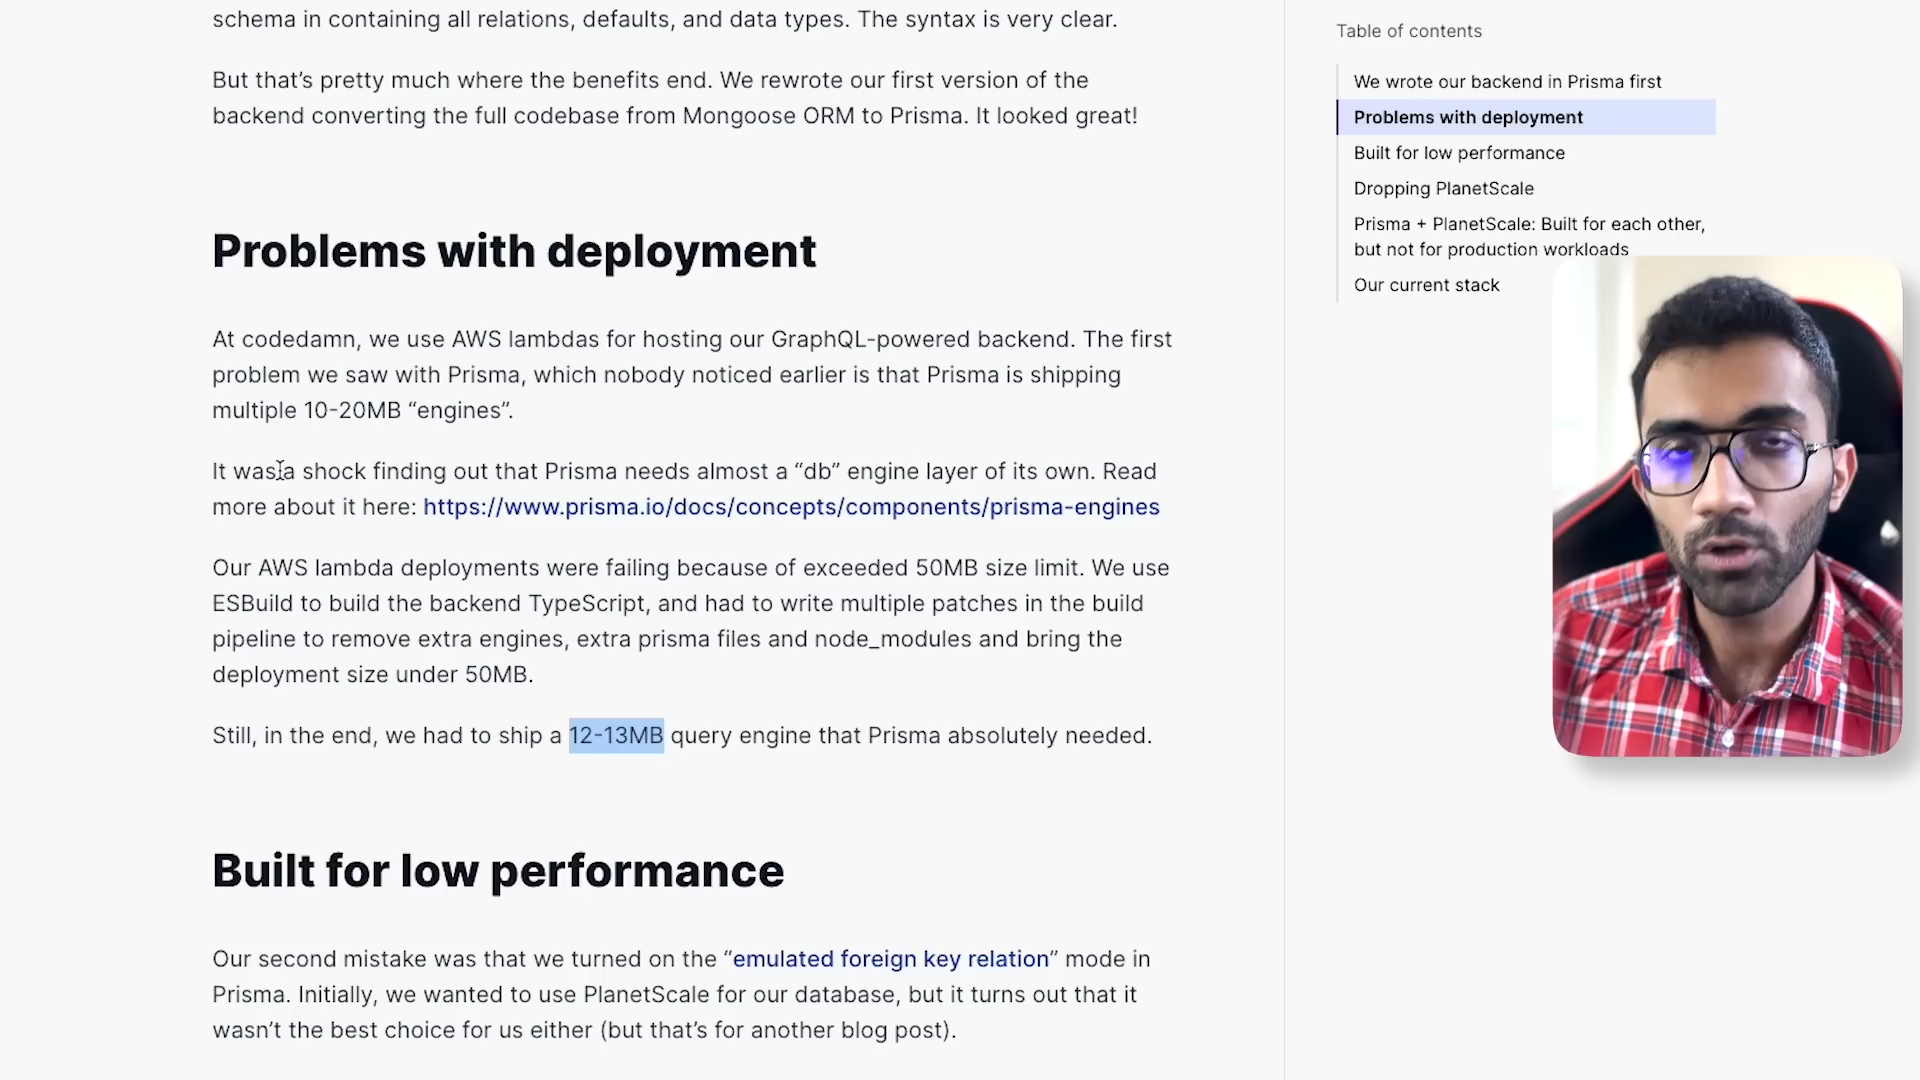 schema in containing all relations, defaults, and data types. The syntax is very clear.
But that’s pretty much where the benefits end. We rewrote our first version of the
backend converting the full codebase from Mongoose ORM to Prisma. It looked great!
Problems with deployment
At codedamn, we use AWS lambdas for hosting our GraphQL-powered backend. The first
problem we saw with Prisma, which nobody noticed earlier is that Prisma is shipping
multiple 10-20MB “engines”.
It was a shock finding out that Prisma needs almost a “db” engine layer of its own. Read
more about it here: https://www.prisma.io/docs/concepts/components/prisma-engines
Our AWS lambda deployments were failing because of exceeded 50MB size limit. We use
ESBuild to build the backend TypeScript, and had to write multiple patches in the build
pipeline to remove extra engines, extra prisma files and node_modules and bring the
deployment size under 50MB.
Still, in the end, we had to ship a 12-13MB query engine that Prisma absolutely needed.
Built for low performance
Our second mistake was that we turned on the “emulated foreign key relation” mode in
Prisma. Initially, we wanted to use PlanetScale for our database, but it turns out that it
wasn’t the best choice for us either (but that’s for another blog post).
Table of contents
We wrote our backend in Prisma first
Problems with deployment
Built for low performance
Dropping PlanetScale
Prisma + PlanetScale: Built for each other,
but not for production workloads
Our current stack